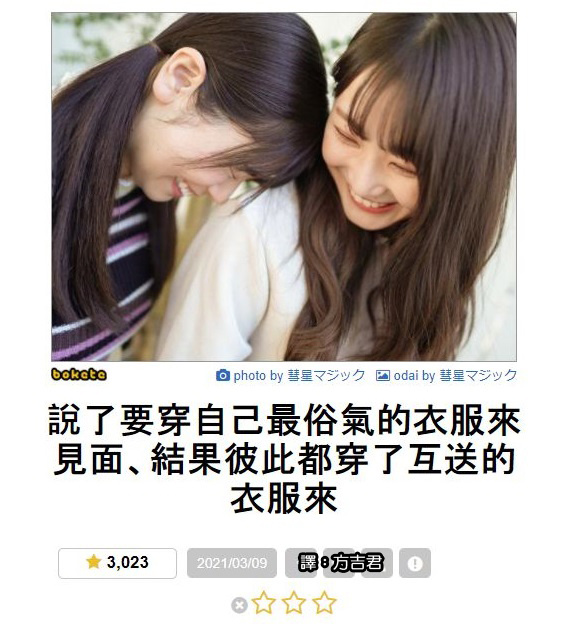 bokete
photo by 彗星マジック odai by 彗星マジック
說了要穿自己最俗氣的衣服來
見面、結果彼此都穿了互送的
衣服來
3,023 2021/03/09 譯:方吉君